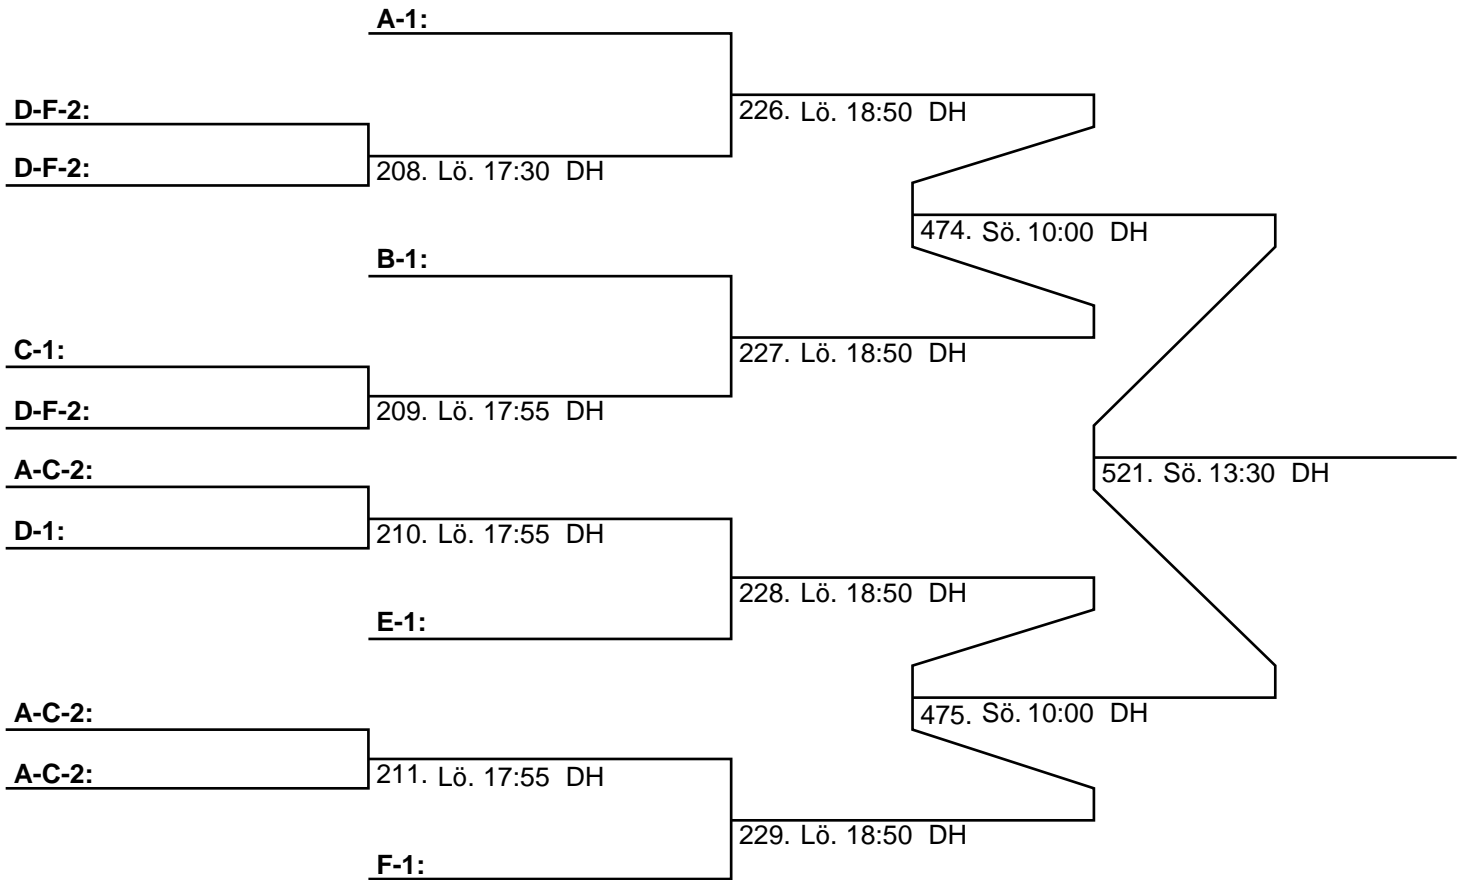 A-1:
D-F-2:
226. Lö. 18:50 DH
D-F-2:
208. Lö. 17:30 DH
474. Sö. 10:00 DH
B-1:
C-1:
227. Lö. 18:50 DH
D-F-2:
209. Lö. 17:55 DH
A-C-2:
521. Sö. 13:30 DH
D-1:
210. Lö. 17:55 DH
228. Lö. 18:50 DH
E-1:
A-C-2:
475. Sö. 10:00 DH
A-C-2:
211. Lö. 17:55 DH
229. Lö. 18:50 DH
F-1: